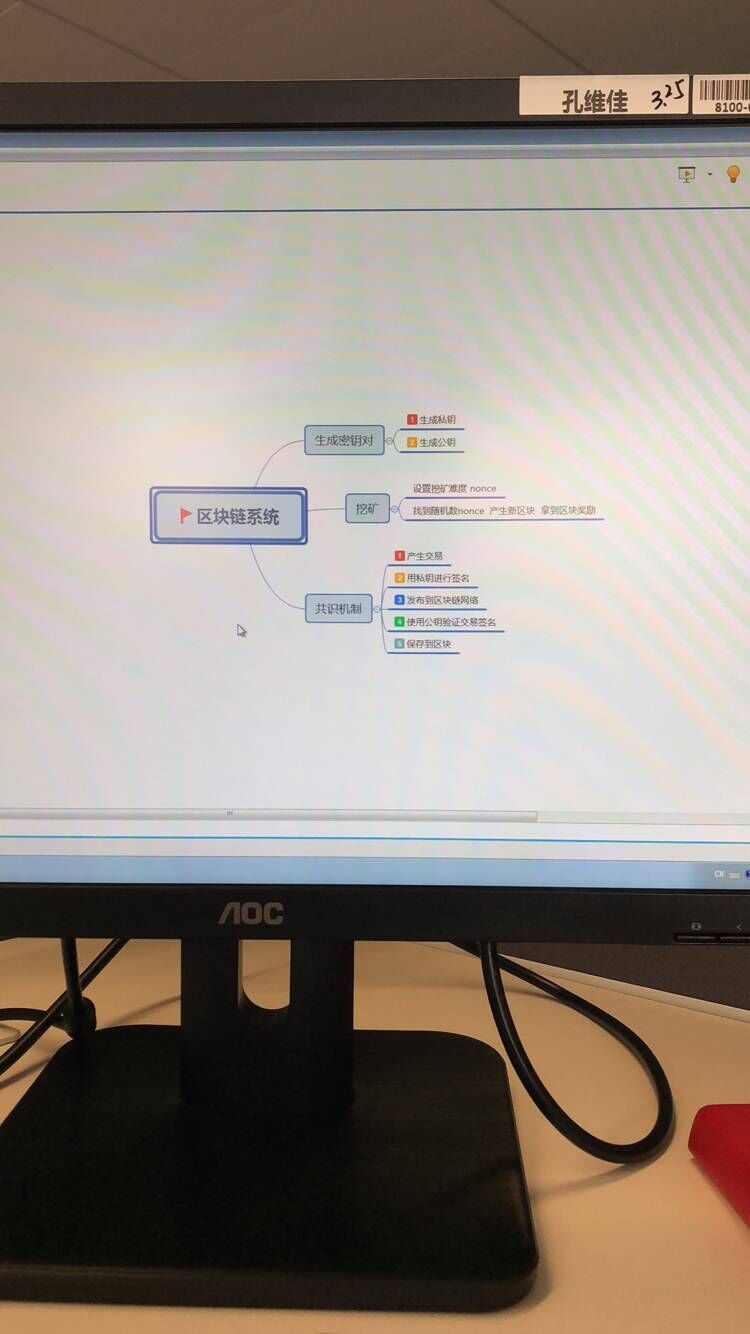 孔维佳 3.25
8100-
生成密钥对
1 生成私钥
2 生成公钥
区块链系统
挖矿
设置挖矿难度 nonce
找到随机数nonce 产生新区块 拿到区块奖励
共识机制
1 产生交易
2 用私钥进行签名
3 发布到区块链网络
4 使用公钥验证交易签名
5 保存到区块
CH
AOC